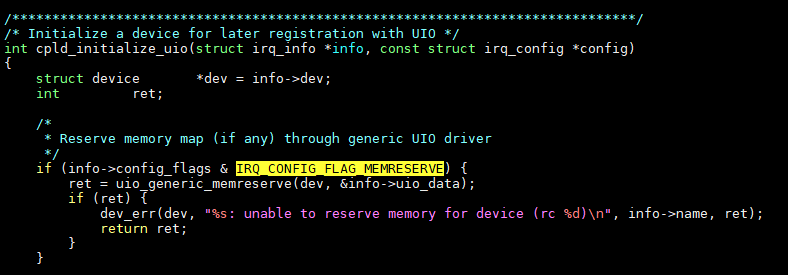 /******************************************************************************/
/* Initialize a device for later registration with UIO */
int cpld_initialize_uio(struct irq_info *info, const struct irq_config *config)
{
    struct device       *dev = info->dev;
    int         ret;

    /*
     * Reserve memory map (if any) through generic UIO driver
     */
    if (info->config_flags & IRQ_CONFIG_FLAG_MEMRESERVE) {
        ret = uio_generic_memreserve(dev, &info->uio_data);
        if (ret) {
            dev_err(dev, "%s: unable to reserve memory for device (rc %d)\n", info->name, ret);
            return ret;
        }
    }